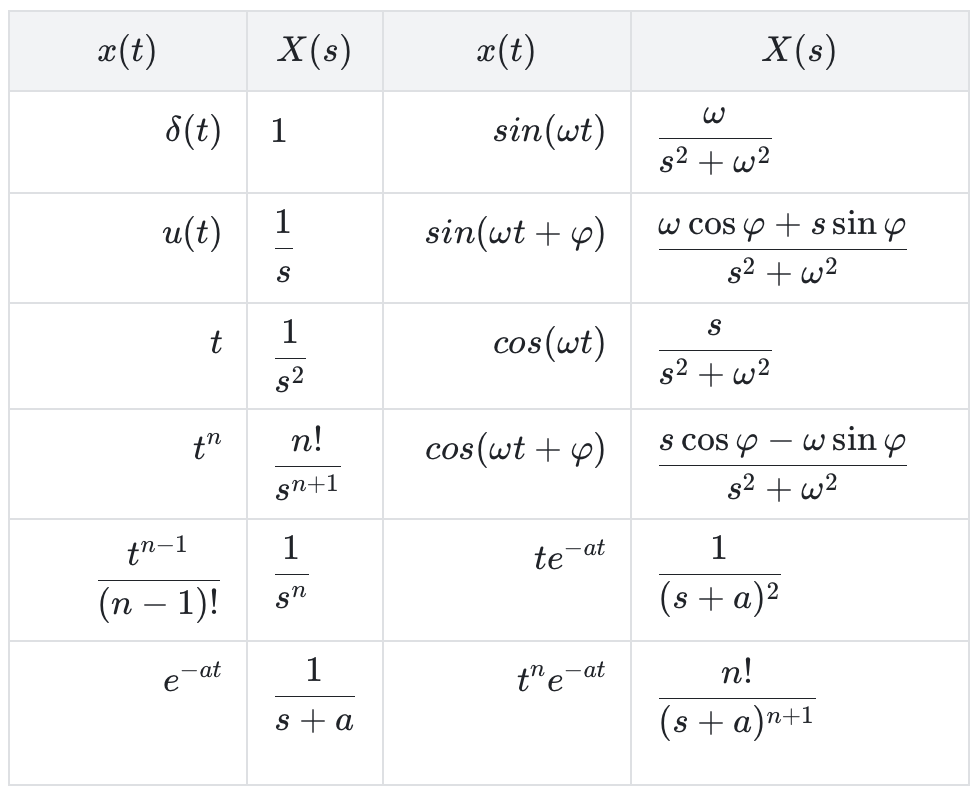 x(t) X(s) x(t) X(s)
δ(t) 1 sin(ωt) ω/(s² + ω²)
u(t) 1/s sin(ωt + φ) (ω cos φ + s sin φ)/(s² + ω²)
t 1/s² cos(ωt) s/(s² + ω²)
tⁿ n!/sⁿ⁺¹ cos(ωt + φ) (s cos φ − ω sin φ)/(s² + ω²)
tⁿ⁻¹/(n − 1)! 1/sⁿ te⁻ᵃᵗ 1/(s + a)²
e⁻ᵃᵗ 1/(s + a) tⁿe⁻ᵃᵗ n!/(s + a)ⁿ⁺¹